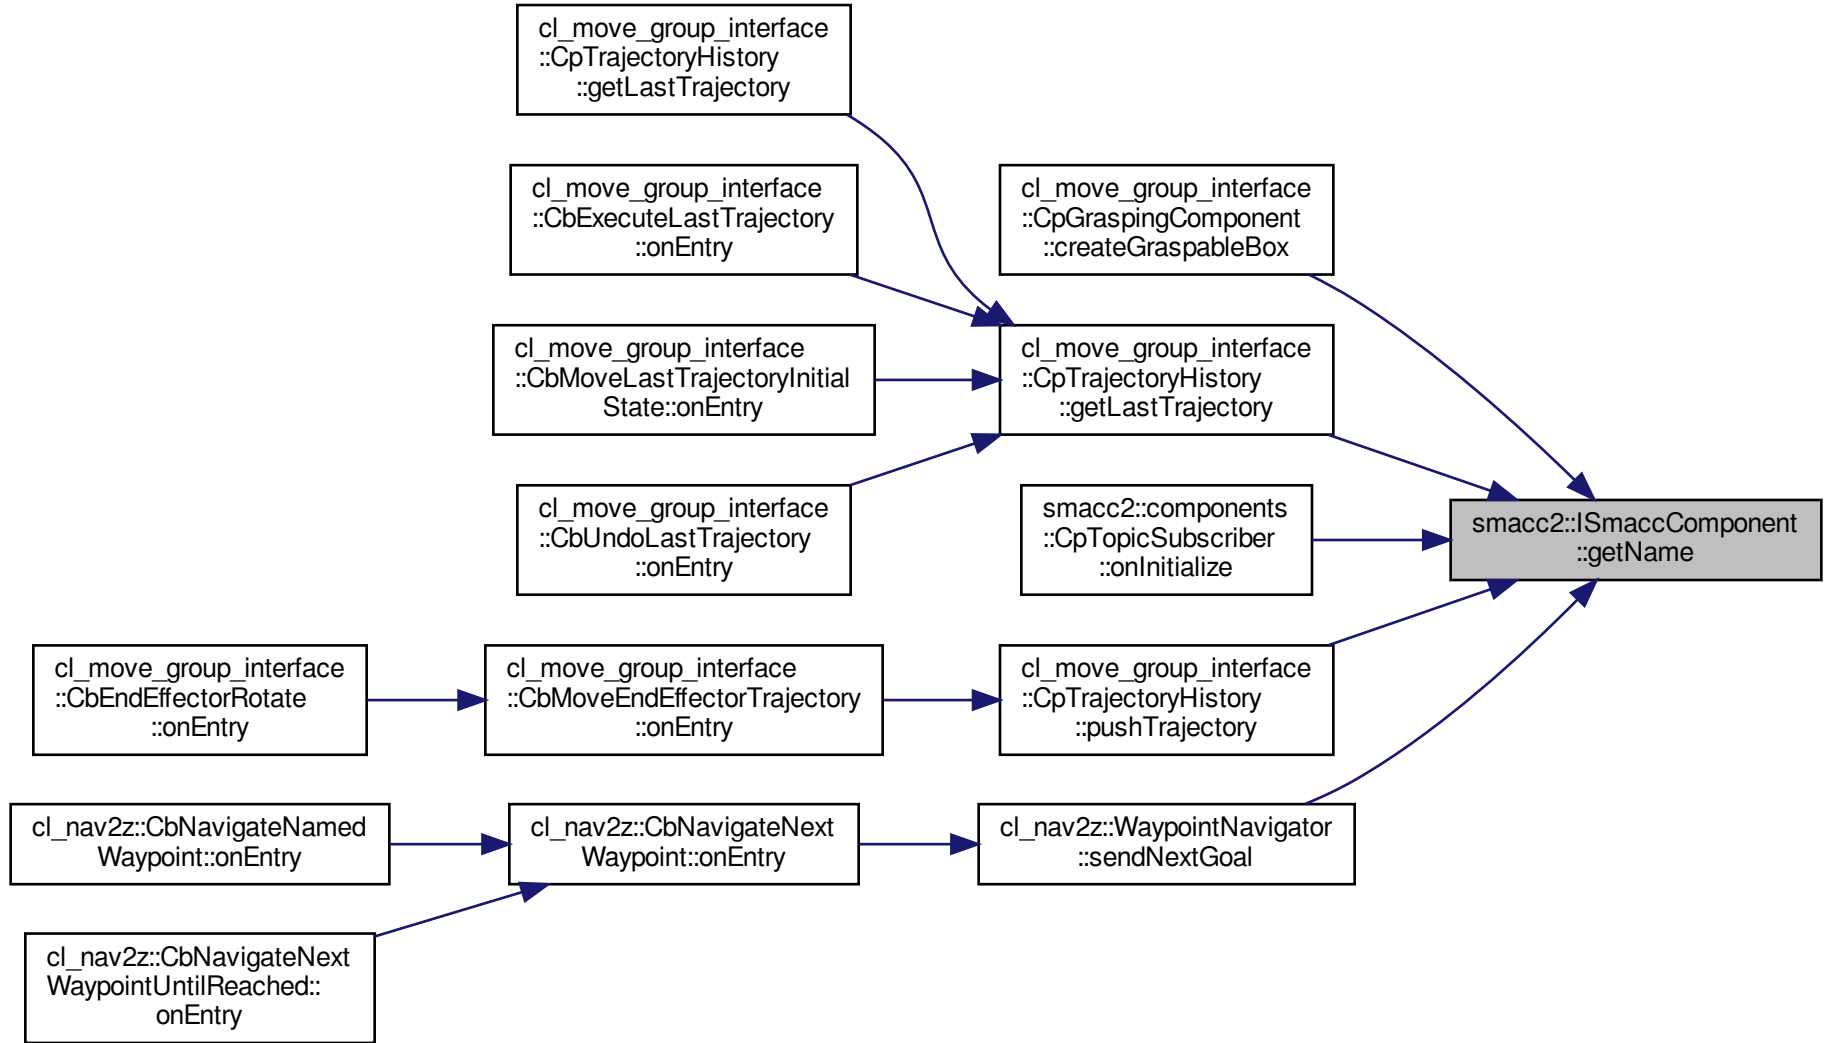 cl_move_group_interface
::CpTrajectoryHistory
::getLastTrajectory
cl_move_group_interface
::CbExecuteLastTrajectory
::onEntry
cl_move_group_interface
::CpGraspingComponent
::createGraspableBox
cl_move_group_interface
::CbMoveLastTrajectoryInitial
State::onEntry
cl_move_group_interface
::CpTrajectoryHistory
::getLastTrajectory
cl_move_group_interface
::CbUndoLastTrajectory
::onEntry
smacc2::components
::CpTopicSubscriber
::onInitialize
smacc2::ISmaccComponent
::getName
cl_move_group_interface
::CbEndEffectorRotate
::onEntry
cl_move_group_interface
::CbMoveEndEffectorTrajectory
::onEntry
cl_move_group_interface
::CpTrajectoryHistory
::pushTrajectory
cl_nav2z::CbNavigateNamed
Waypoint::onEntry
cl_nav2z::CbNavigateNext
Waypoint::onEntry
cl_nav2z::WaypointNavigator
::sendNextGoal
cl_nav2z::CbNavigateNext
WaypointUntilReached::
onEntry